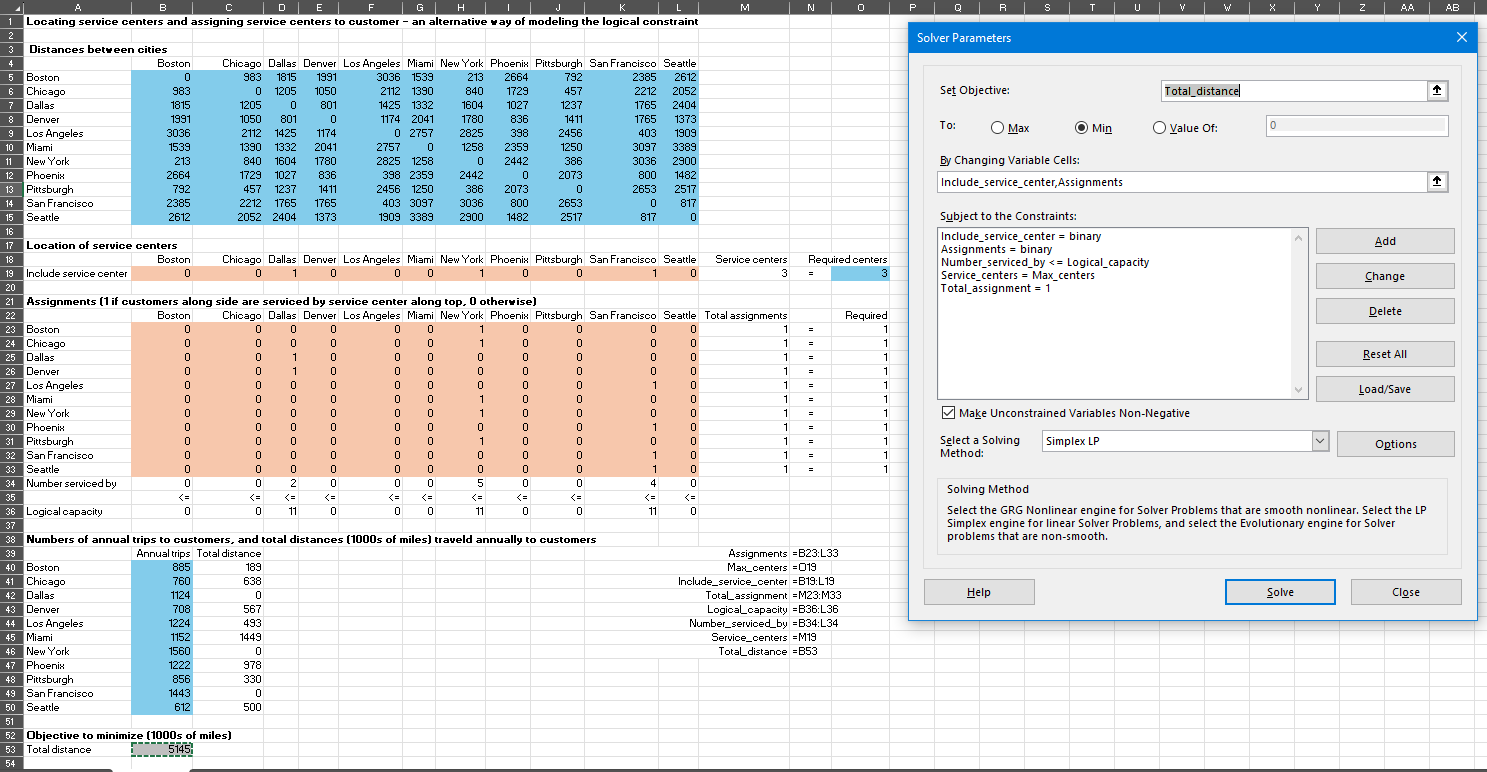 A B C D E F G H I J K L M N O P Q R S T U V W X Y Z AA AB
1 Locating service centers and assigning service centers to customer – an alternative way of modeling the logical constraint
2
3 Distances between cities
4 Boston Chicago Dallas Denver Los Angeles Miami New York Phoenix Pittsburgh San Francisco Seattle
5 Boston 0 983 1815 1991 3036 1539 213 2664 792 2385 2612
6 Chicago 983 0 1205 1050 2112 1390 840 1729 457 2212 2052
7 Dallas 1815 1205 0 801 1425 1332 1604 1027 1237 1765 2404
8 Denver 1991 1050 801 0 1174 2041 1780 836 1411 1765 1373
9 Los Angeles 3036 2112 1425 1174 0 2757 2825 398 2456 403 1909
10 Miami 1539 1390 1332 2041 2757 0 1258 2359 1250 3097 3389
11 New York 213 840 1604 1780 2825 1258 0 2442 386 3036 2900
12 Phoenix 2664 1729 1027 836 398 2359 2442 0 2073 800 1482
13 Pittsburgh 792 457 1237 1411 2456 1250 386 2073 0 2653 2517
14 San Francisco 2385 2212 1765 1765 403 3097 3036 800 2653 0 817
15 Seattle 2612 2052 2404 1373 1909 3389 2900 1482 2517 817 0
16
17 Location of service centers
18 Boston Chicago Dallas Denver Los Angeles Miami New York Phoenix Pittsburgh San Francisco Seattle Service centers Required centers
19 Include service center 0 0 1 0 0 0 1 0 0 1 0 3 = 3
20
21 Assignments (1 if customers along side are serviced by service center along top, 0 otherwise)
22 Boston Chicago Dallas Denver Los Angeles Miami New York Phoenix Pittsburgh San Francisco Seattle Total assignments Required
23 Boston 0 0 0 0 0 0 1 0 0 0 0 1 = 1
24 Chicago 0 0 0 0 0 0 1 0 0 0 0 1 = 1
25 Dallas 0 0 1 0 0 0 0 0 0 0 0 1 = 1
26 Denver 0 0 1 0 0 0 0 0 0 0 0 1 = 1
27 Los Angeles 0 0 0 0 0 0 0 0 0 1 0 1 = 1
28 Miami 0 0 0 0 0 0 1 0 0 0 0 1 = 1
29 New York 0 0 0 0 0 0 1 0 0 0 0 1 = 1
30 Phoenix 0 0 0 0 0 0 0 0 0 1 0 1 = 1
31 Pittsburgh 0 0 0 0 0 0 1 0 0 0 0 1 = 1
32 San Francisco 0 0 0 0 0 0 0 0 0 1 0 1 = 1
33 Seattle 0 0 0 0 0 0 0 0 0 1 0 1 = 1
34 Number serviced by 0 0 2 0 0 0 5 0 0 4 0
35 <= <= <= <= <= <= <= <= <= <= <=
36 Logical capacity 0 0 11 0 0 0 11 0 0 11 0
37
38 Numbers of annual trips to customers, and total distances (1000s of miles) traveld annually to customers
39 Annual trips Total distance Assignments =B23:L33
40 Boston 885 189 Max_centers =O19
41 Chicago 760 638 Include_service_center =B19:L19
42 Dallas 1124 0 Total_assignment =M23:M33
43 Denver 708 567 Logical_capacity =B36:L36
44 Los Angeles 1224 493 Number_serviced_by =B34:L34
45 Miami 1152 1449 Service_centers =M19
46 New York 1560 0 Total_distance =B53
47 Phoenix 1222 978
48 Pittsburgh 856 330
49 San Francisco 1443 0
50 Seattle 612 500
51
52 Objective to minimize (1000s of miles)
53 Total distance 5145
54
Solver Parameters
Set Objective: Total_distance
To: Max Min Value Of: 0
By Changing Variable Cells:
Include_service_center,Assignments
Subject to the Constraints:
Include_service_center = binary
Assignments = binary
Number_serviced_by <= Logical_capacity
Service_centers = Max_centers
Total_assignment = 1
Add
Change
Delete
Reset All
Load/Save
Make Unconstrained Variables Non-Negative
Select a Solving Method: Simplex LP Options
Solving Method
Select the GRG Nonlinear engine for Solver Problems that are smooth nonlinear. Select the LP
Simplex engine for linear Solver Problems, and select the Evolutionary engine for Solver
problems that are non-smooth.
Help Solve Close